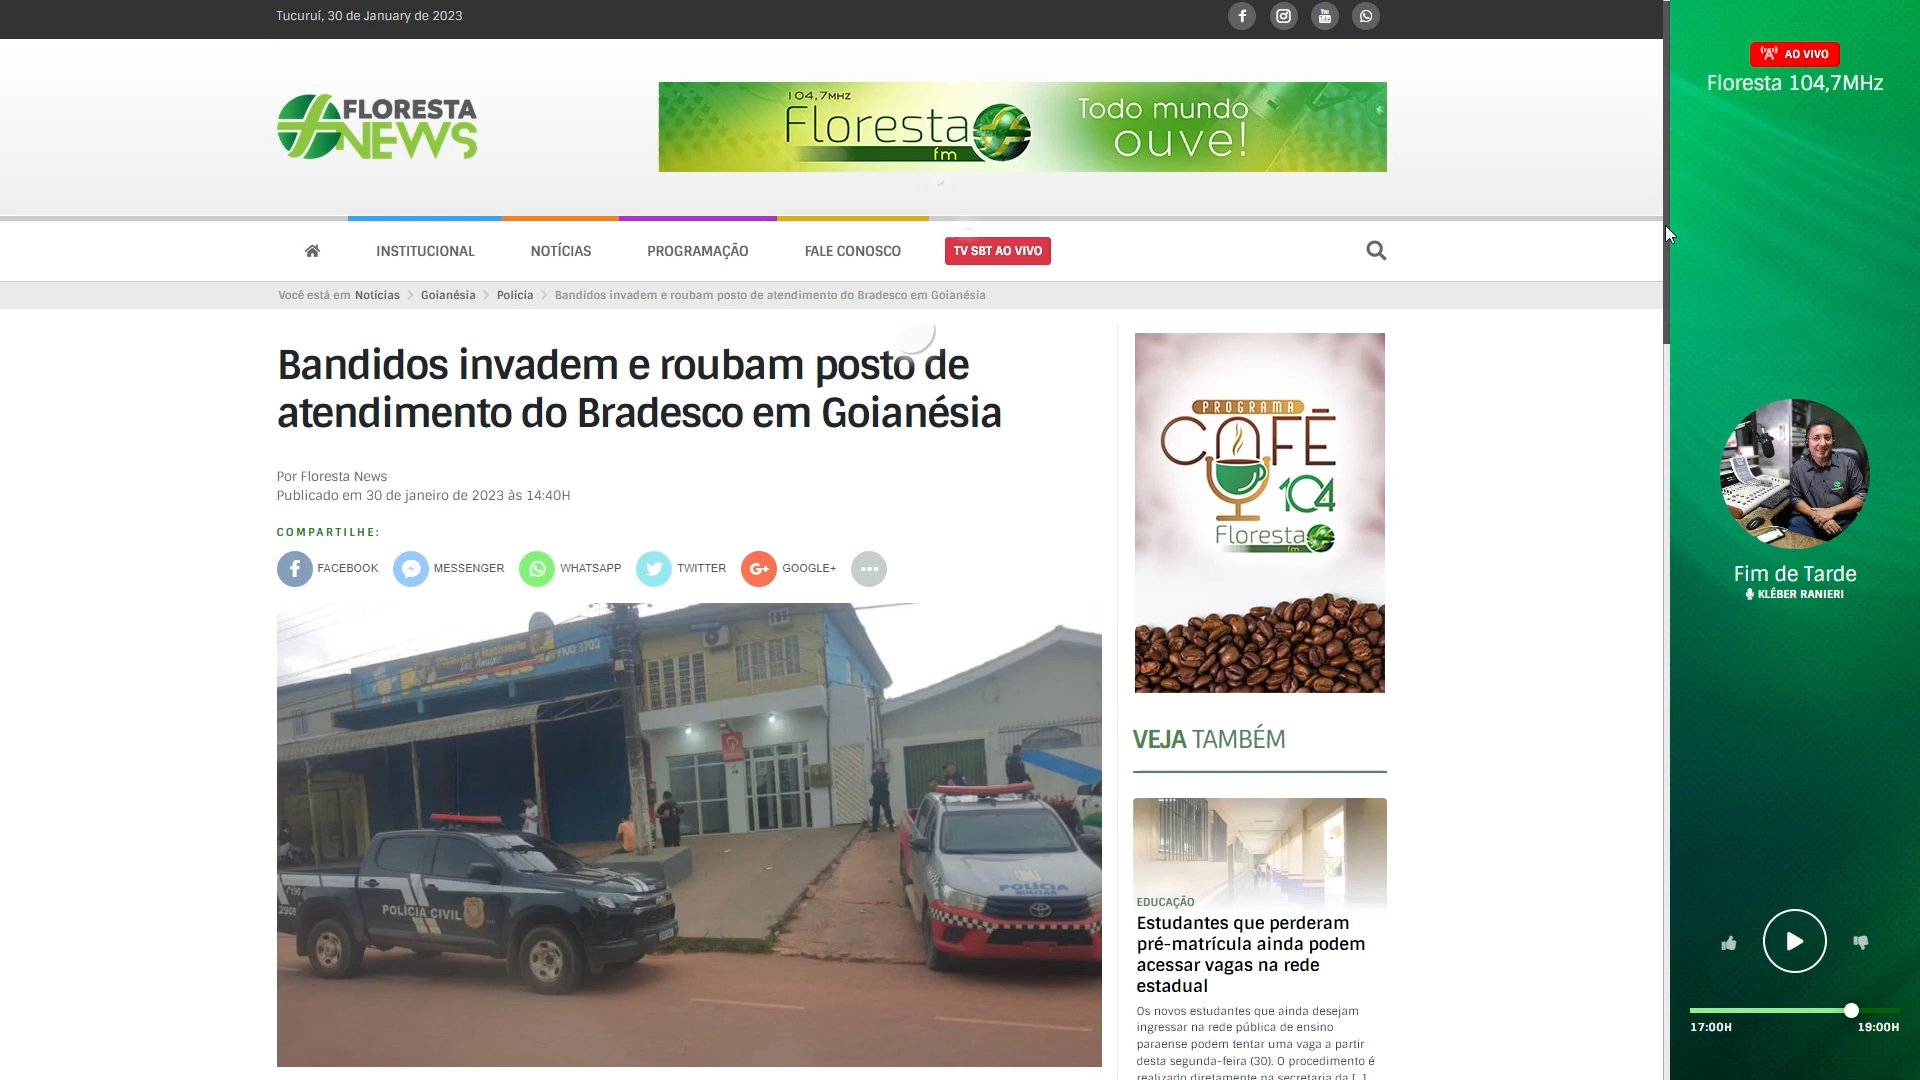 Tucuruí, 30 de January de 2023
AO VIVO
Floresta 104,7MHz
FLORESTA
NEWS
104,7MHZ
Floresta
fm
Todo mundo
ouve!
INSTITUCIONAL
NOTÍCIAS
PROGRAMAÇÃO
FALE CONOSCO
TV SBT AO VIVO
Você está em Notícias > Goianésia > Polícia > Bandidos invadem e roubam posto de atendimento do Bradesco em Goianésia
Bandidos invadem e roubam posto de
atendimento do Bradesco em Goianésia
Por Floresta News
Publicado em 30 de janeiro de 2023 às 14:40H
COMPARTILHE:
FACEBOOK
MESSENGER
WHATSAPP
TWITTER
GOOGLE+
POLÍCIA CIVIL
POLÍCIA
MILITAR
PROGRAMA
CAFÉ
104
Floresta
fm
VEJA TAMBÉM
EDUCAÇÃO
Estudantes que perderam
pré-matrícula ainda podem
acessar vagas na rede
estadual
Os novos estudantes que ainda desejam
ingressar na rede pública de ensino
paraense podem tentar uma vaga a partir
desta segunda-feira (30). O procedimento é
realizado diretamente na secretaria da [...]
Fim de Tarde
KLÉBER RANIERI
17:00H
19:00H